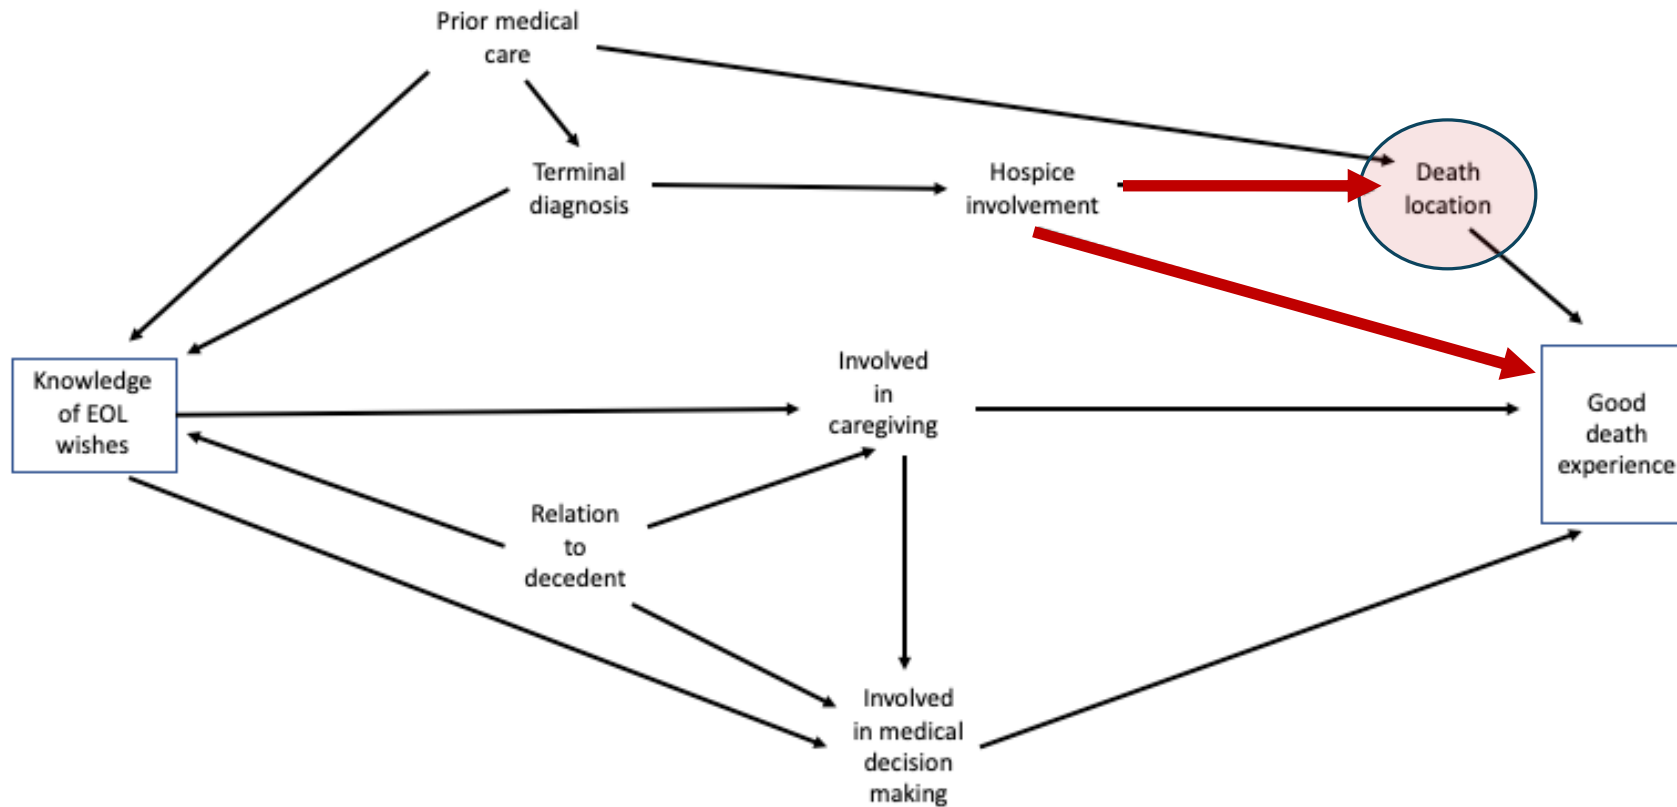 Prior medical
care
Terminal
diagnosis
Hospice
involvement
Death
location
Knowledge
of EOL
wishes
Involved
in
caregiving
Good
death
experience
Relation
to
decedent
Involved
in medical
decision
making